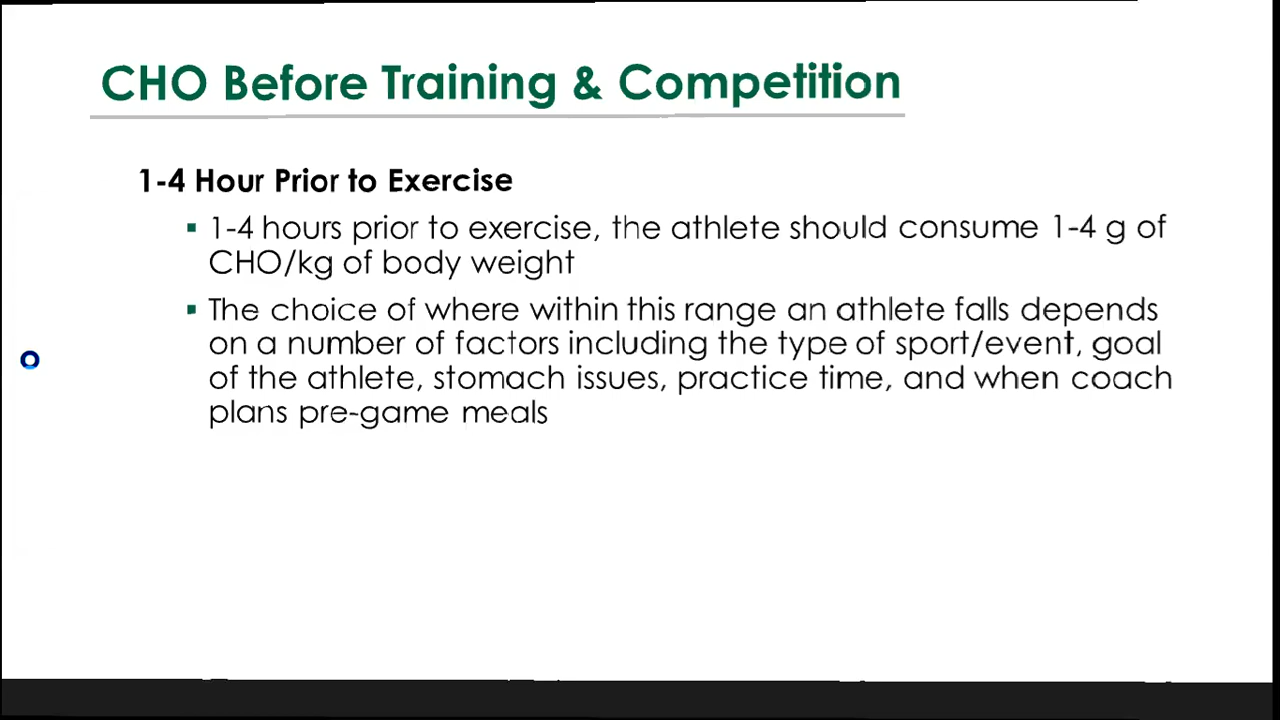 CHO Before Training & Competition
1-4 Hour Prior to Exercise
▪ 1-4 hours prior to exercise, the athlete should consume 1-4 g of
CHO/kg of body weight
▪ The choice of where within this range an athlete falls depends
on a number of factors including the type of sport/event, goal
of the athlete, stomach issues, practice time, and when coach
plans pre-game meals